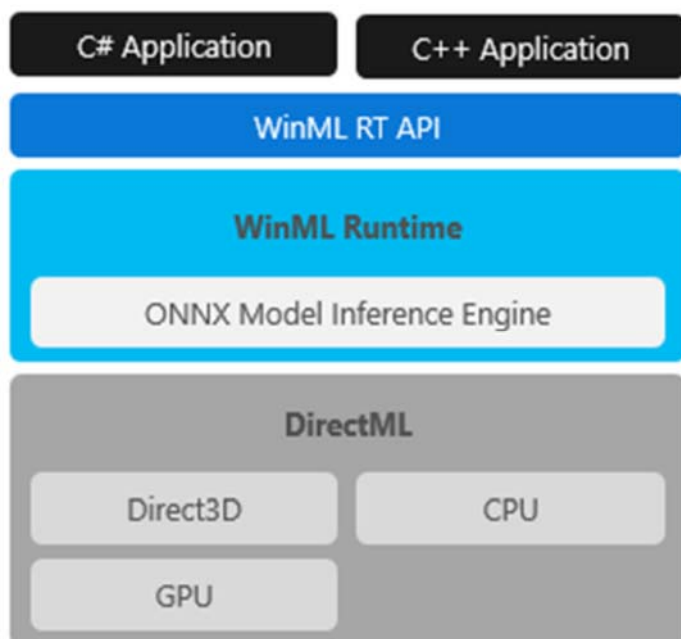 C# Application
C++ Application
WinML RT API
WinML Runtime
ONNX Model Inference Engine
DirectML
Direct3D
CPU
GPU